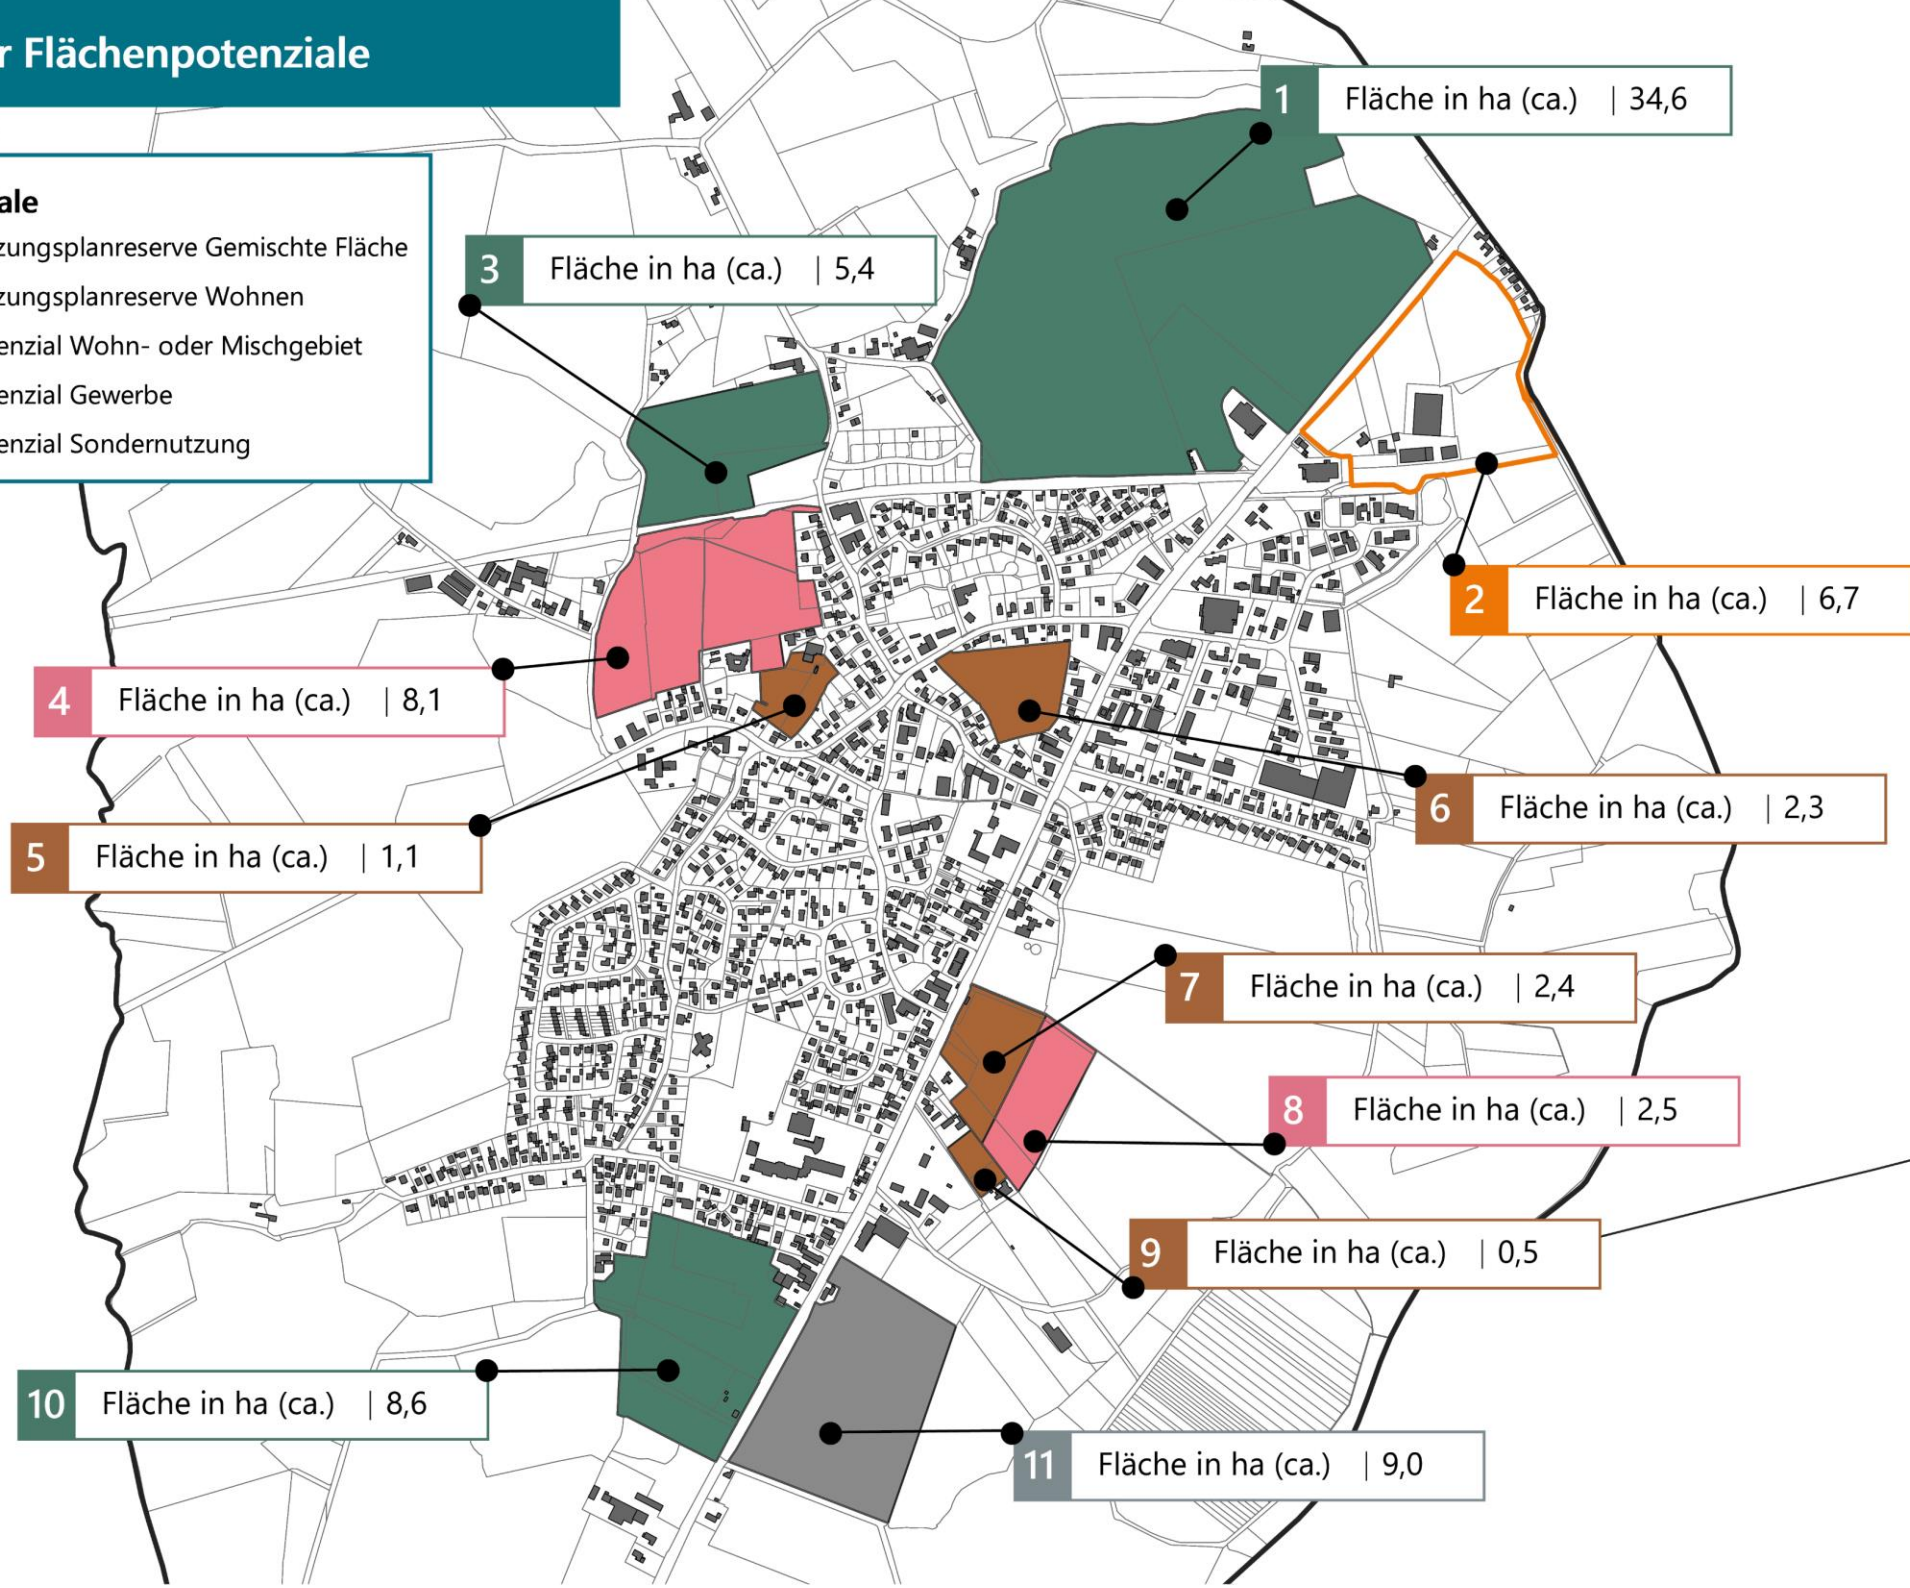 r Flächenpotenziale
ale
zungsplanreserve Gemischte Fläche
zungsplanreserve Wohnen
enzial Wohn- oder Mischgebiet
enzial Gewerbe
enzial Sondernutzung
1 Fläche in ha (ca.) | 34,6
3 Fläche in ha (ca.) | 5,4
2 Fläche in ha (ca.) | 6,7
4 Fläche in ha (ca.) | 8,1
6 Fläche in ha (ca.) | 2,3
5 Fläche in ha (ca.) | 1,1
7 Fläche in ha (ca.) | 2,4
8 Fläche in ha (ca.) | 2,5
9 Fläche in ha (ca.) | 0,5
10 Fläche in ha (ca.) | 8,6
11 Fläche in ha (ca.) | 9,0